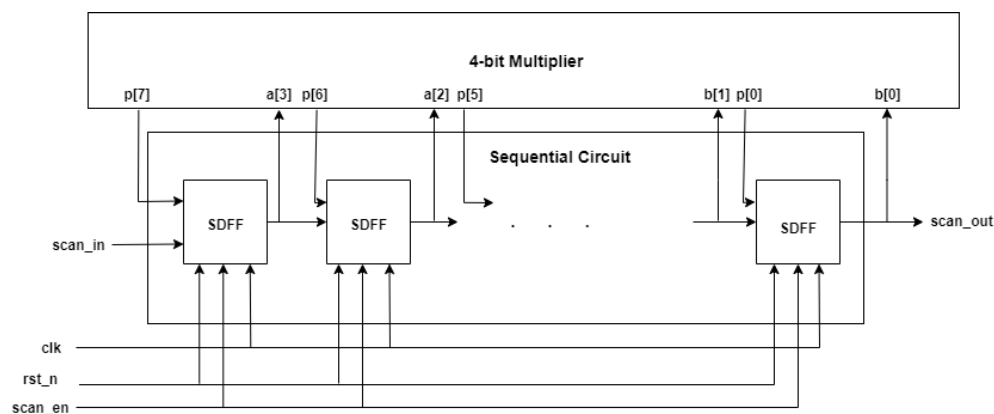 4-bit Multiplier
p[7] a[3] p[6] a[2] p[5] b[1] p[0] b[0]
Sequential Circuit
SDFF SDFF . . . SDFF
scan_in
scan_out
clk
rst_n
scan_en